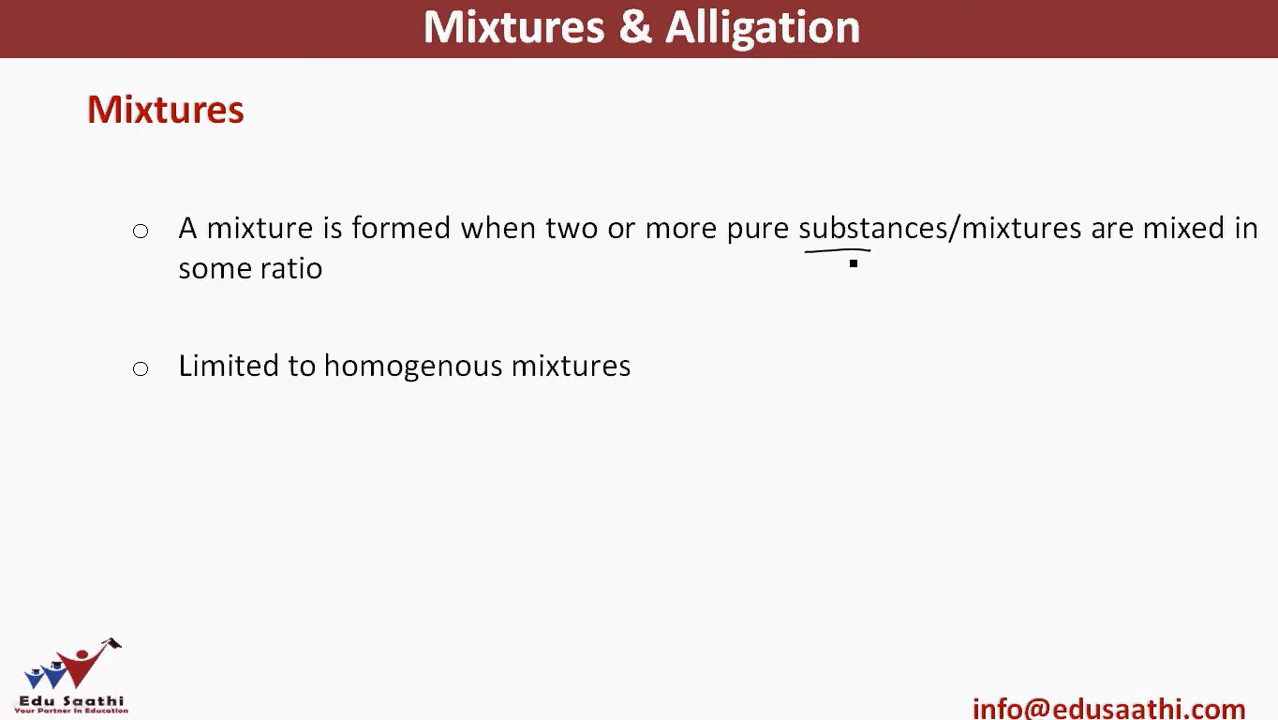 Mixtures & Alligation
Mixtures
○ A mixture is formed when two or more pure substances/mixtures are mixed in
some ratio
○ Limited to homogenous mixtures
Edu Saathi
Your Partner In Education
info@edusaathi.com